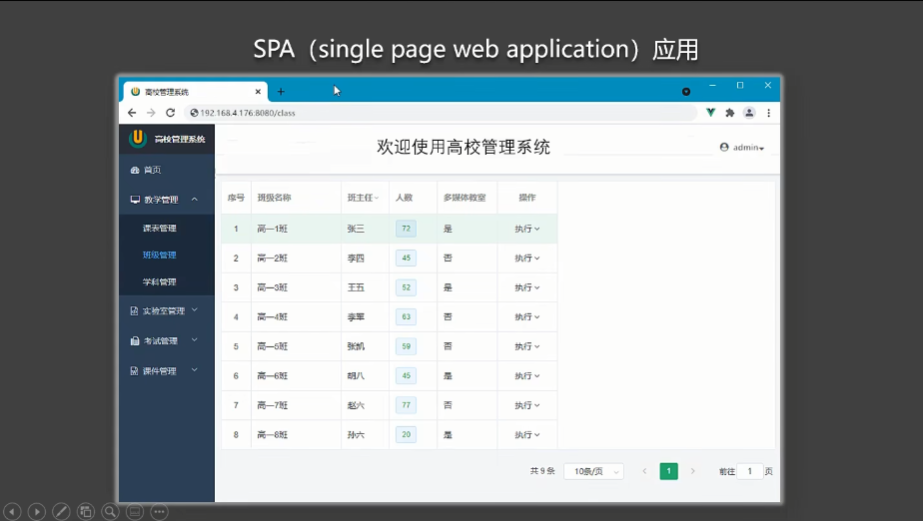 SPA（single page web application）应用
高校管理系统
192.168.4.176:8080/class
高校管理系统
欢迎使用高校管理系统
admin
首页
教学管理
课表管理
班级管理
学科管理
实验室管理
考试管理
课件管理
序号 班级名称 班主任 人数 多媒体教室 操作
1 高一1班 张三 72 是 执行
2 高一2班 李四 45 否 执行
3 高一3班 王五 52 是 执行
4 高一4班 李军 63 否 执行
5 高一5班 张凯 59 否 执行
6 高一6班 胡八 45 是 执行
7 高一7班 赵六 77 否 执行
8 高一8班 孙六 20 是 执行
共 9 条 10条/页 1 前往 1 页